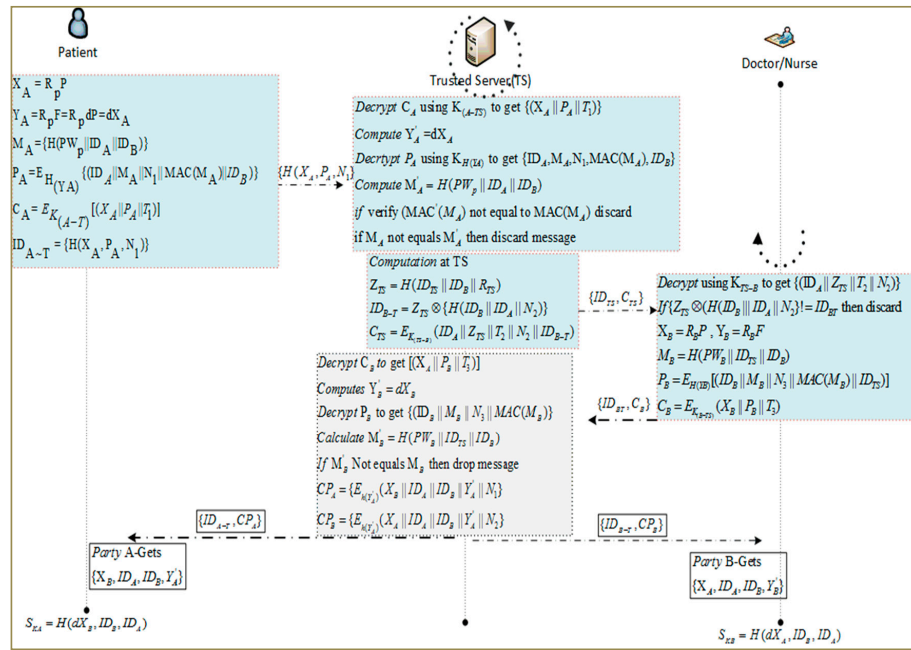 Patient
Trusted Server(TS)
Doctor/Nurse
X_A = R_pP
Y_A=R_pF=R_pdP=dX_A
M_A={H(PW_p||ID_A||ID_B)}
P_A=E_H(YA){(ID_A||M_A||N_1||MAC(M_A)||ID_B)}
C_A=E_K(A-T)[(X_A||P_A||T_1)]
ID_A~T={H(X_A,P_A,N_1)}
{H(X_A,P_A,N_1}
Decrypt C_A using K_(A-TS) to get {(X_A||P_A||T_1)}
Compute Y'_A=dX_A
Decrtypt P_A using K_H(YA) to get {ID_A,M_A,N_1,MAC(M_A),ID_B}
Compute M'_A=H(PW_p||ID_A||ID_B)
if verify (MAC'(M_A) not equal to MAC(M_A) discard
if M_A not equals M'_A then discard message
Computation at TS
Z_TS=H(ID_TS||ID_B||R_TS)
ID_B-T=Z_TS⊗{H(ID_B||ID_A||N_2)}
C_TS=E_K(TS-B)(ID_A||Z_TS||T_2||N_2||ID_B-T)
{ID_TS,C_TS}
Decrypt using K_TS-B to get {(ID_A||Z_TS||T_2||N_2)}
If{Z_TS⊗(H(ID_B|||ID_A||N_2}!=ID_BT then discard
X_B=R_BP , Y_B=R_BF
M_B=H(PW_B||ID_TS||ID_B)
P_B=E_H(YB)[(ID_B||M_B||N_3||MAC(M_B)||ID_TS)]
C_B=E_K(B-TS)(X_B||P_B||T_3)
{ID_BT,C_B}
Decrypt C_B to get [(X_A||P_B||T_3)]
Computes Y'_B=dX_B
Decrypt P_B to get {(ID_B||M_B||N_3||MAC(M_B)}
Calculate M'_B=H(PW_B||ID_TS||ID_B)
If M'_B Not equals M_B then drop message
CP_A={E_h(Y'_A)(X_B||ID_A||ID_B||Y'_A||N_1}
CP_B={E_h(Y'_A)(X_A||ID_A||ID_B||Y'_A||N_2}
{ID_A-T,CP_A}
{ID_B-T,CP_B}
Party A-Gets
{X_B,ID_A,ID_B,Y'_A}
Party B-Gets
{X_A,ID_A,ID_B,Y'_B}
S_KA=H(dX_B,ID_B,ID_A)
S_KB=H(dX_A,ID_B,ID_A)